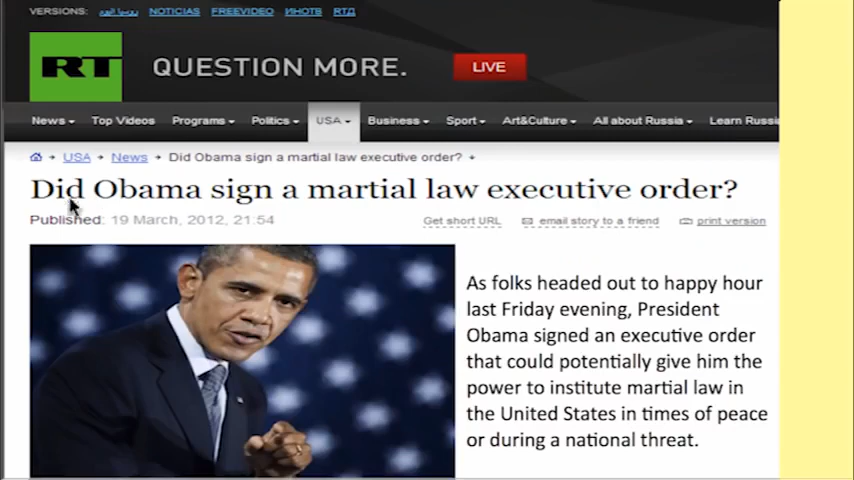 VERSIONS: NOTICIAS FREEVIDEO ИНОТВ RTД
RT QUESTION MORE. LIVE
News Top Videos Programs Politics USA Business Sport Art&Culture All about Russia Learn Russia
USA News Did Obama sign a martial law executive order?
Did Obama sign a martial law executive order?
Published: 19 March, 2012, 21:54 Get short URL email story to a friend print version
As folks headed out to happy hour
last Friday evening, President
Obama signed an executive order
that could potentially give him the
power to institute martial law in
the United States in times of peace
or during a national threat.